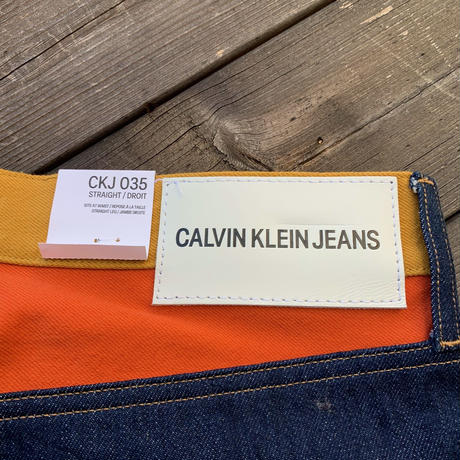 CKJ 035
STRAIGHT / DROIT
SITS AT WAIST / REPOSE À LA TAILLE
STRAIGHT LEG / JAMBE DROITE
CALVIN KLEIN JEANS